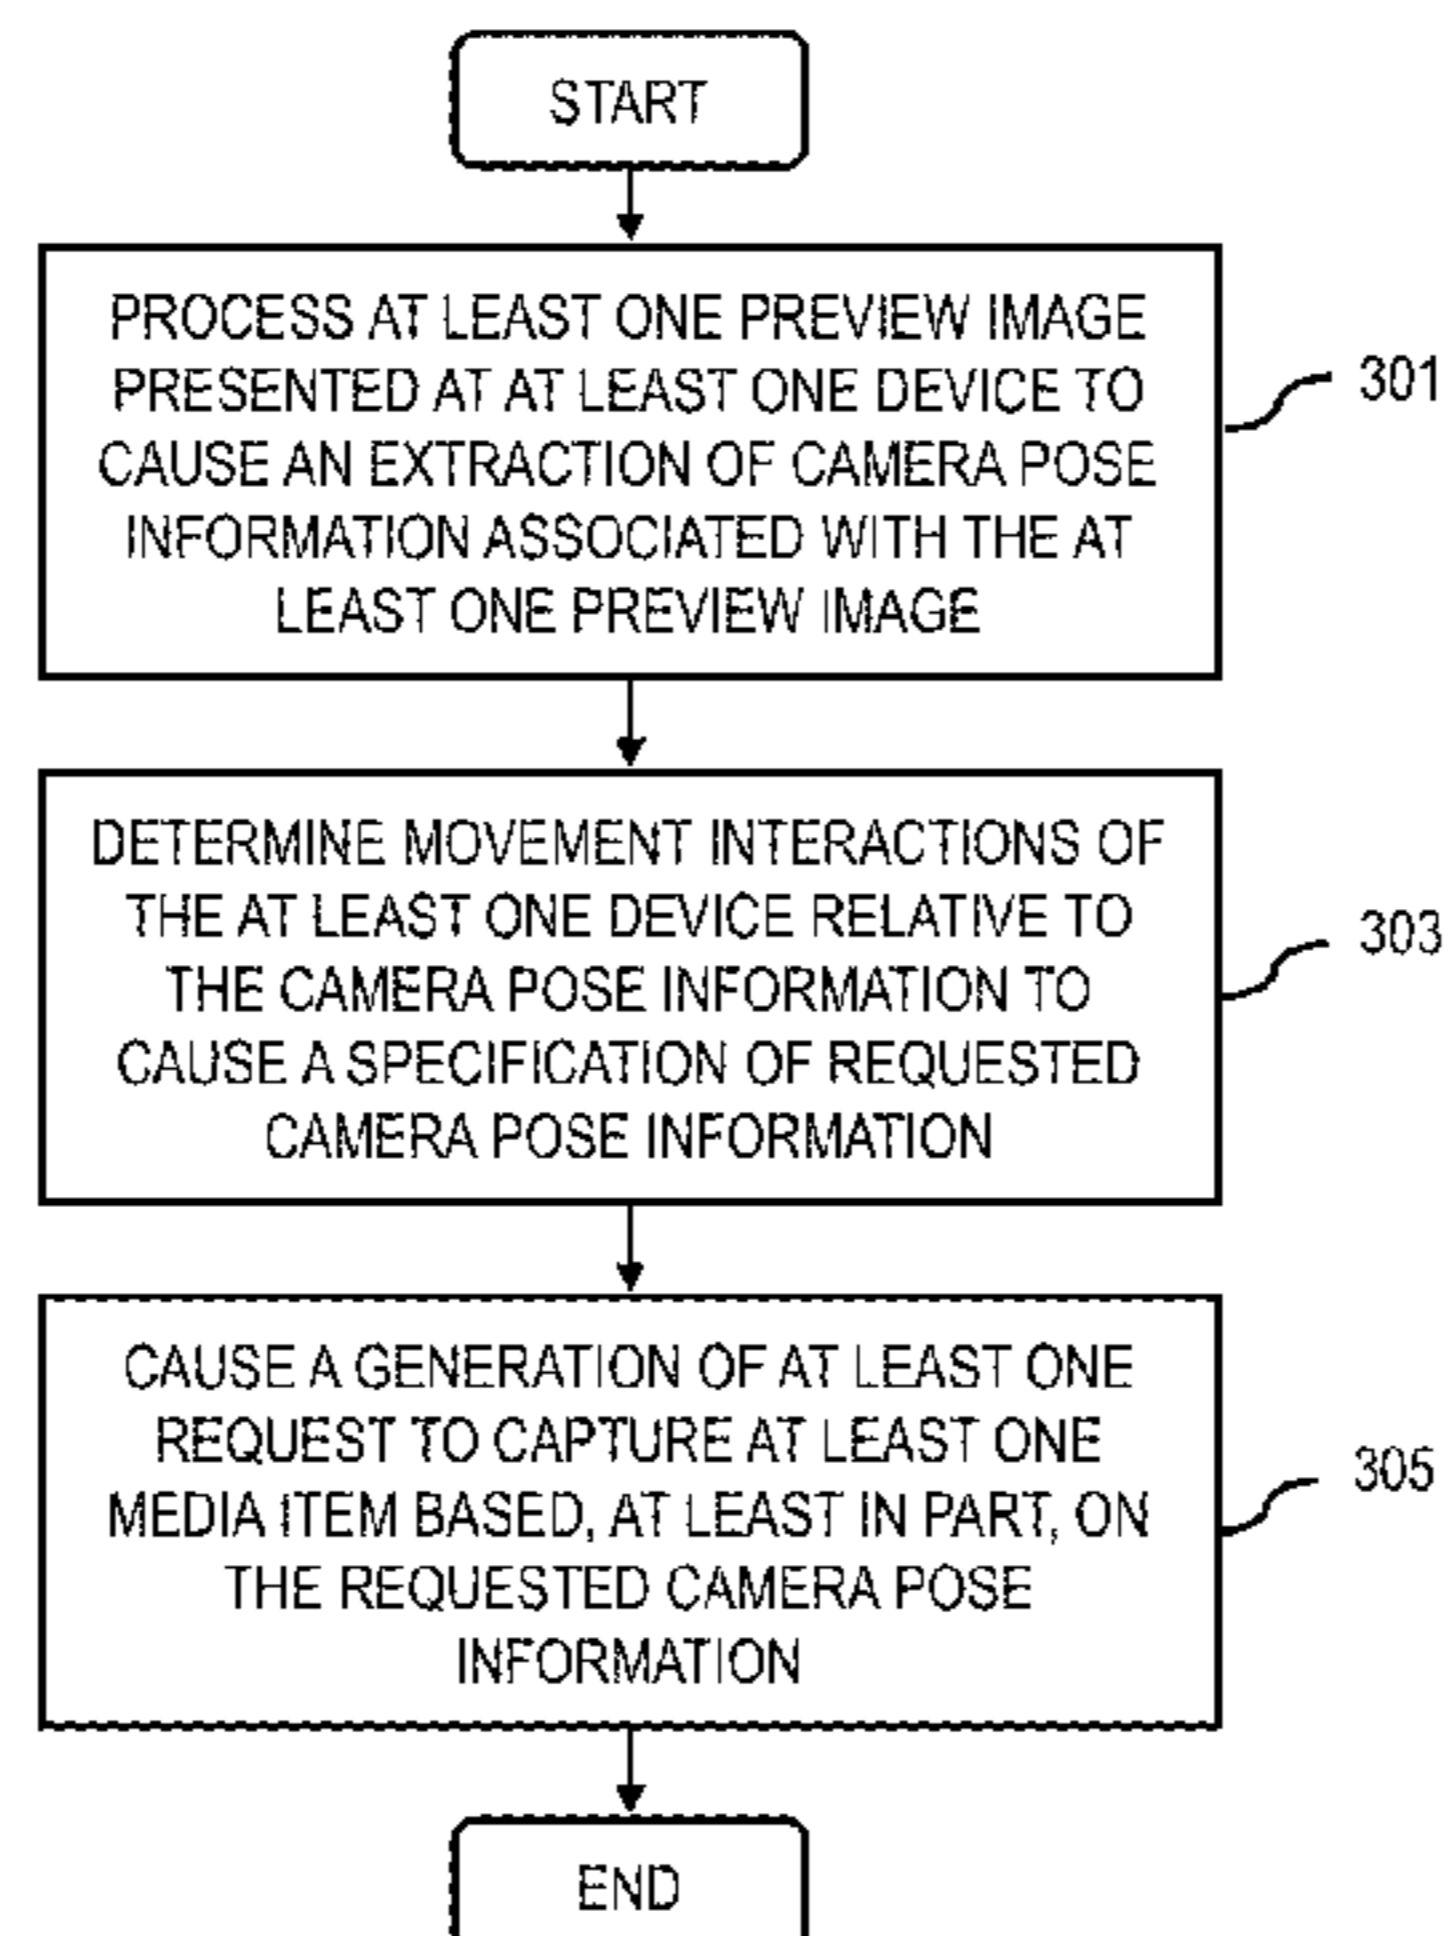 START
PROCESS AT LEAST ONE PREVIEW IMAGE
PRESENTED AT AT LEAST ONE DEVICE TO
CAUSE AN EXTRACTION OF CAMERA POSE
INFORMATION ASSOCIATED WITH THE AT
LEAST ONE PREVIEW IMAGE
301
DETERMINE MOVEMENT INTERACTIONS OF
THE AT LEAST ONE DEVICE RELATIVE TO
THE CAMERA POSE INFORMATION TO
CAUSE A SPECIFICATION OF REQUESTED
CAMERA POSE INFORMATION
303
CAUSE A GENERATION OF AT LEAST ONE
REQUEST TO CAPTURE AT LEAST ONE
MEDIA ITEM BASED, AT LEAST IN PART, ON
THE REQUESTED CAMERA POSE
INFORMATION
305
END